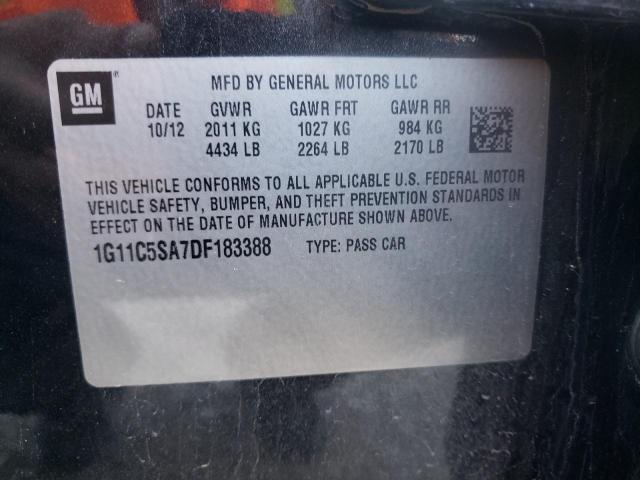 GM®
MFD BY GENERAL MOTORS LLC
DATE GVWR GAWR FRT GAWR RR
10/12 2011 KG 1027 KG 984 KG
4434 LB 2264 LB 2170 LB
THIS VEHICLE CONFORMS TO ALL APPLICABLE U.S. FEDERAL MOTOR
VEHICLE SAFETY, BUMPER, AND THEFT PREVENTION STANDARDS IN
EFFECT ON THE DATE OF MANUFACTURE SHOWN ABOVE.
1G11C5SA7DF183388 TYPE: PASS CAR